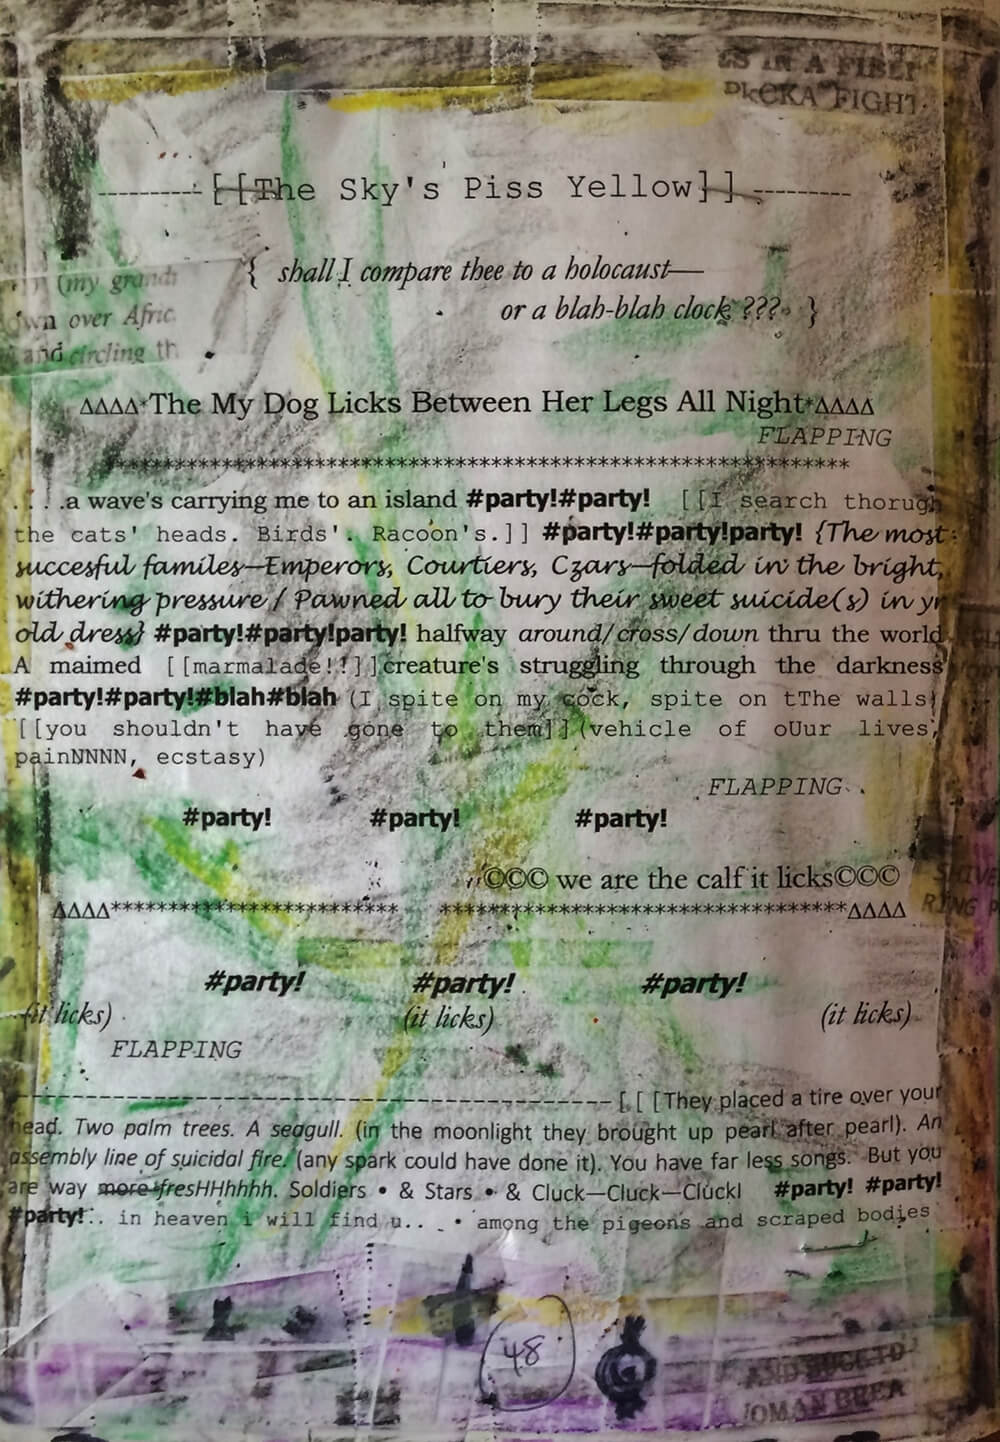 IN A
FIGHT
---------[[The Sky's Piss Yellow]]---------
{ shall I compare thee to a holocaust—
or a blah-blah clock ??? }
(my
over
and circling
ΔΔΔΔ*The My Dog Licks Between Her Legs All Night*ΔΔΔΔ
FLAPPING
******************************************************************
. . . .a wave's carrying me to an island #party!#party! [[I search thorugh
the cats' heads. Birds'. Racoon's.]] #party!#party!party! {The most
succesful familes—Emperors, Courtiers, Czars—folded in the bright,
withering pressure / Pawned all to bury their sweet suicide(s) in yr
old dress} #party!#party!party! halfway around/cross/down thru the world
A maimed [[marmalade!!]]creature's struggling through the darkness
#party!#party!#blah#blah (I spite on my cock, spite on tThe walls}
[[you shouldn't have gone to them]](vehicle of oUur lives,
painNNNN, ecstasy)
FLAPPING
#party! #party! #party!
©©© we are the calf it licks©©©
ΔΔΔΔ************************** *************************************ΔΔΔΔ
#party! #party! #party!
(it licks) (it licks) (it licks)
FLAPPING
----------------------------------------[ [ [They placed a tire over your
head. Two palm trees. A seagull. (in the moonlight they brought up pearl after pearl). An
assembly line of suicidal fire. (any spark could have done it). You have far less songs. But you
are way more fresHHhhhh. Soldiers • & Stars • & Cluck—Cluck—Cluckl #party! #party!
#party!.. in heaven i will find u.. . • among the pigeons and scraped bodies
48
AND